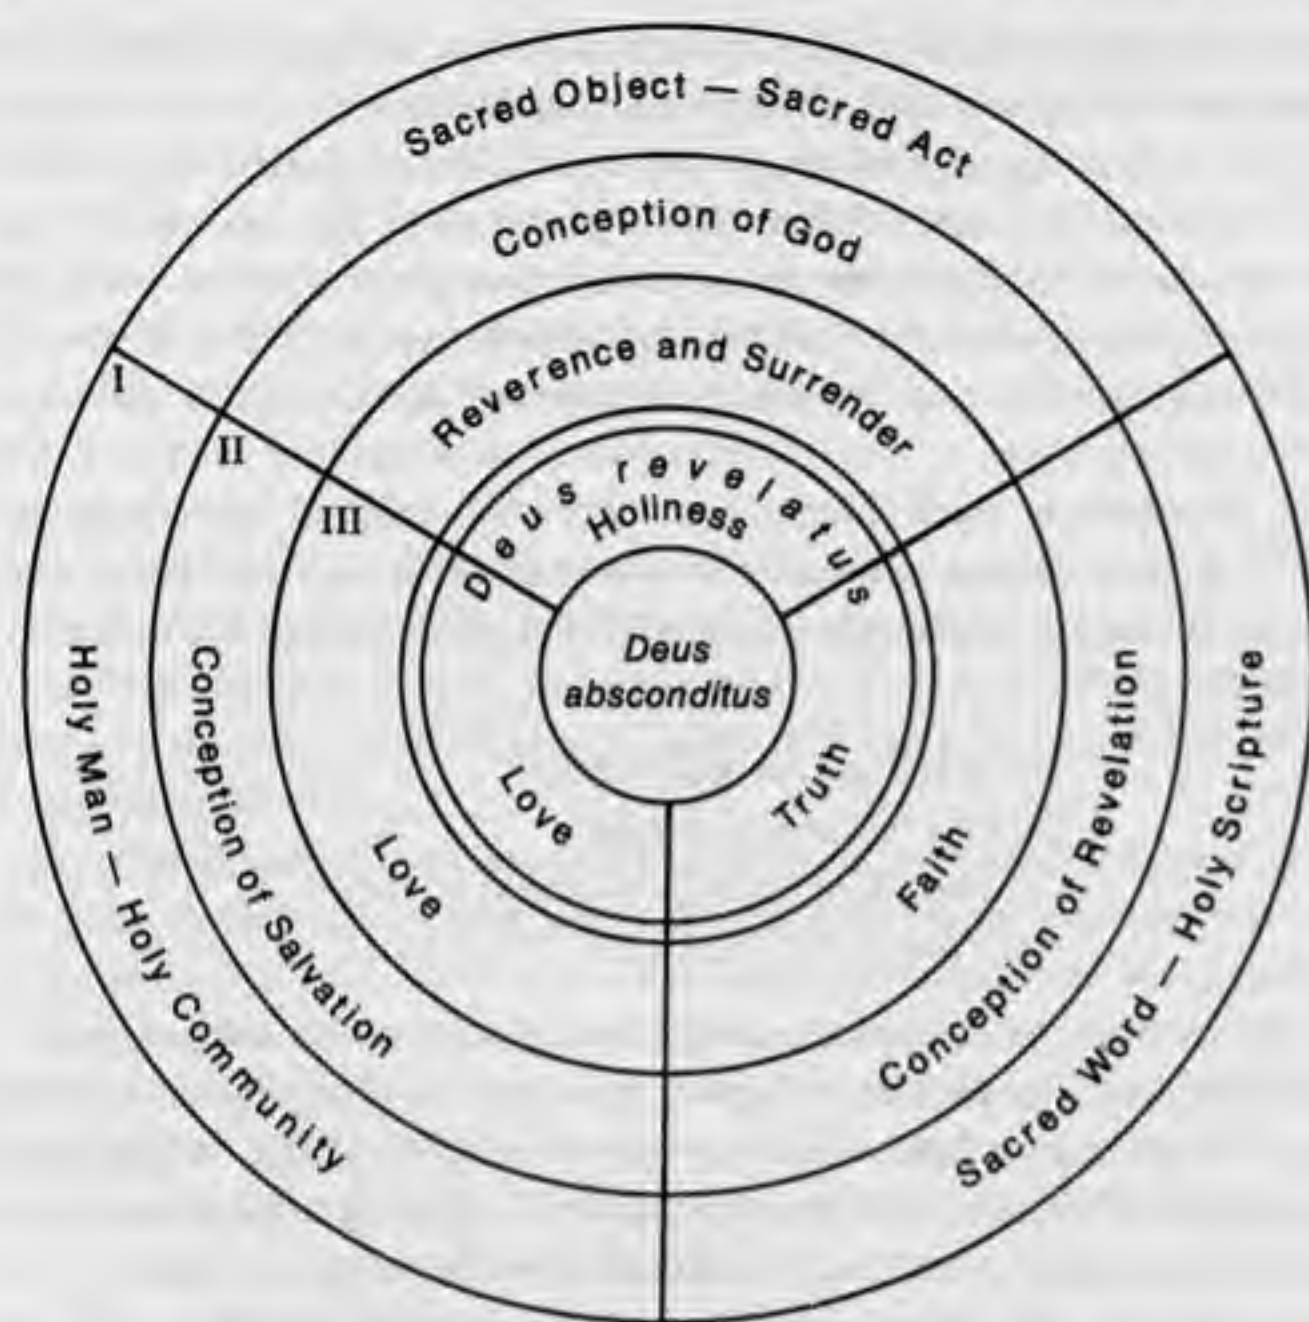 Sacred Object — Sacred Act
Conception of God
Reverence and Surrender
Deus revelatus
Holiness
I
II
III
Deus
absconditus
Love
Truth
Love
Faith
Conception of Salvation
Conception of Revelation
Holy Man — Holy Community
Sacred Word — Holy Scripture